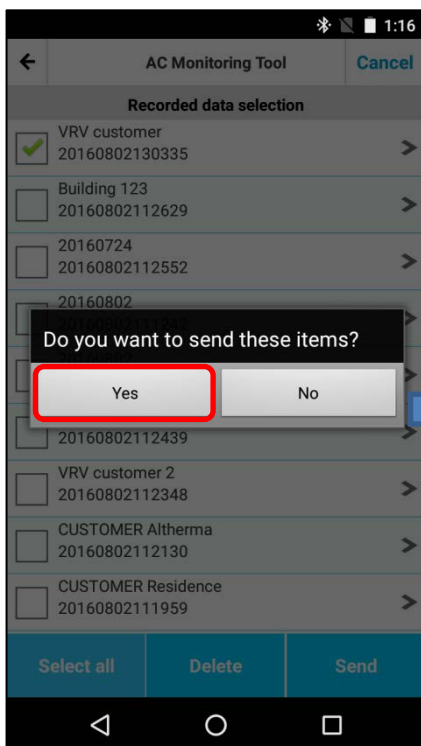 1:16
AC Monitoring Tool
Cancel
Recorded data selection
VRV customer
20160802130335
Building 123
20160802112629
20160724
20160802112552
20160802
Do you want to send these items?
Yes
No
20160802112439
VRV customer 2
20160802112348
CUSTOMER Altherma
20160802112130
CUSTOMER Residence
20160802111959
Select all
Delete
Send